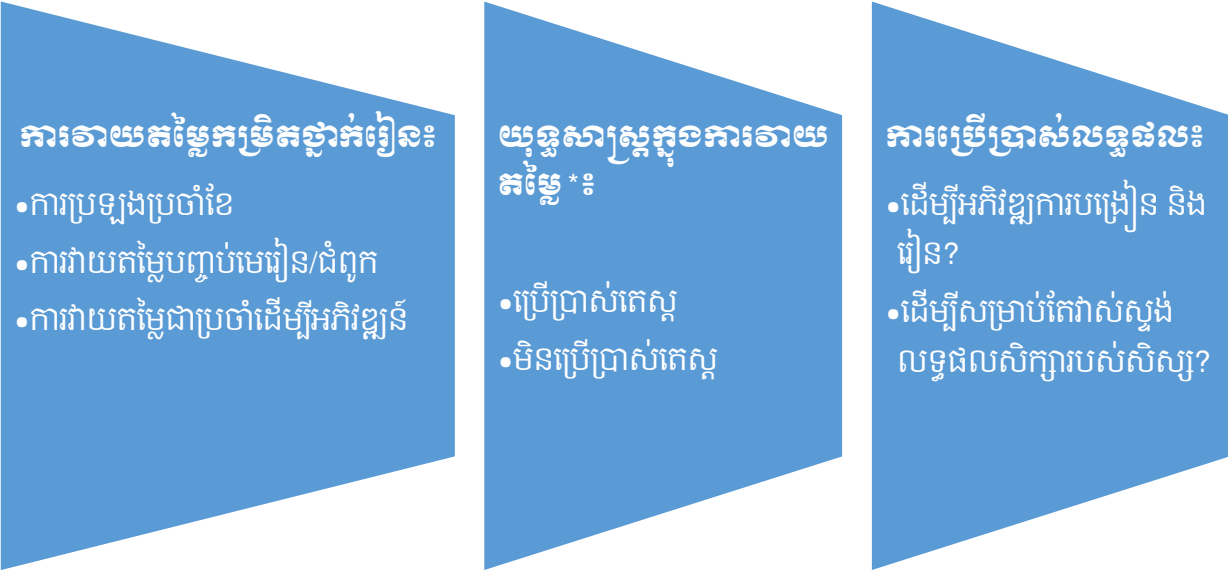 ការវាយតម្លៃកម្រិតថ្នាក់រៀន៖
•ការប្រឡងប្រចាំខែ
•ការវាយតម្លៃបញ្ចប់មេរៀន/ជំពូក
•ការវាយតម្លៃជាប្រចាំដើម្បីអភិវឌ្ឍន៍
យុទ្ធសាស្ត្រក្នុងការវាយ
តម្លៃ*៖
•ប្រើប្រាស់តេស្ត
•មិនប្រើប្រាស់តេស្ត
ការប្រើប្រាស់លទ្ធផល៖
•ដើម្បីអភិវឌ្ឍការបង្រៀន និង
រៀន?
•ដើម្បីសម្រាប់តែវាស់ស្ទង់
លទ្ធផលសិក្សារបស់សិស្ស?